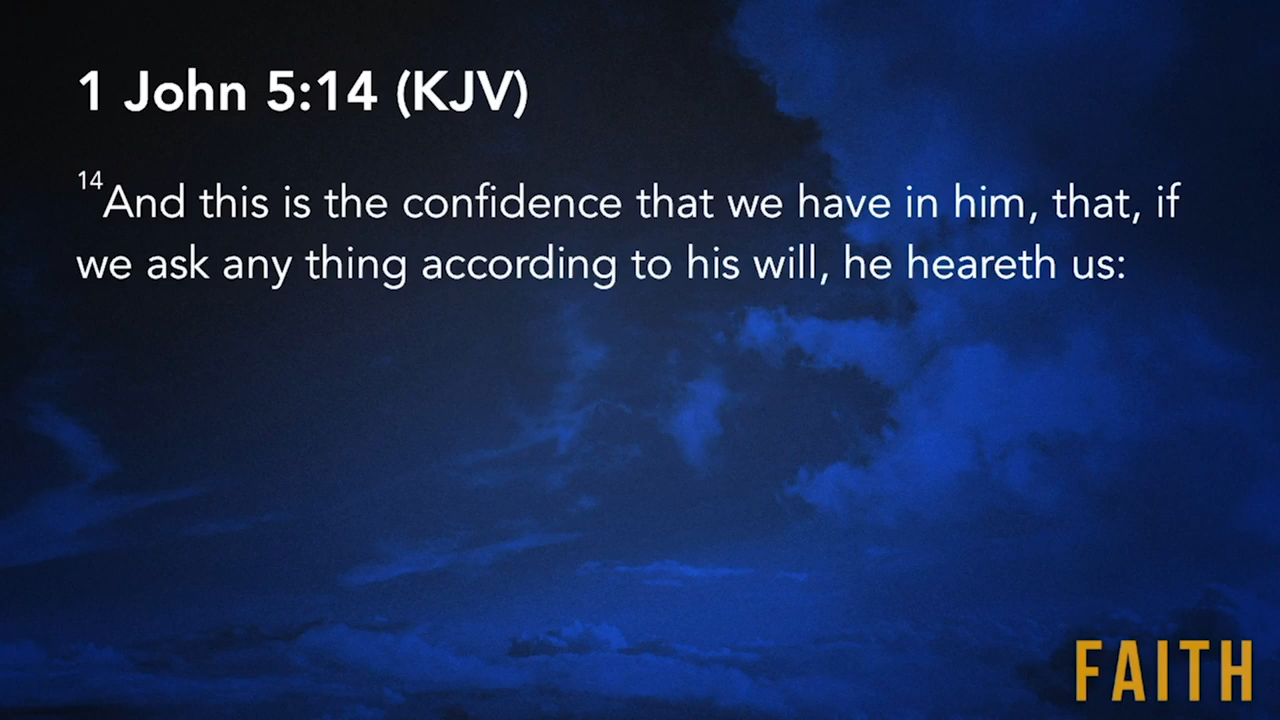 1 John 5:14 (KJV)
14And this is the confidence that we have in him, that, if
we ask any thing according to his will, he heareth us:
FAITH